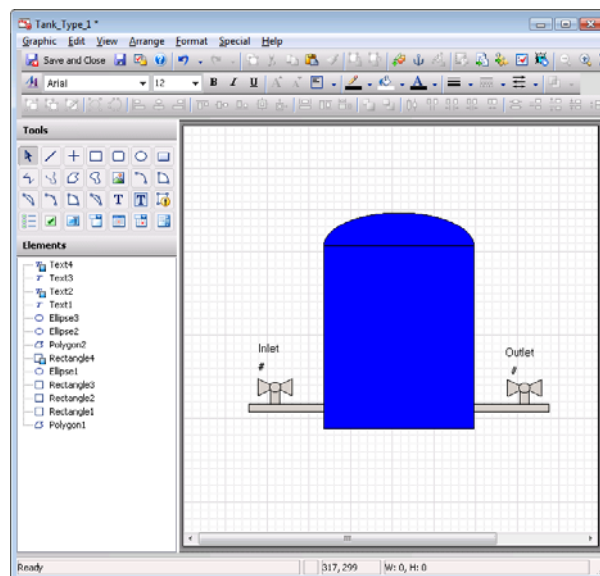 Tank_Type_1 *
Graphic Edit View Arrange Format Special Help
Save and Close
Arial 12 B I U A A A
Tools
T T
Elements
Text4
Text3
Text2
Text1
Ellipse3
Ellipse2
Polygon2
Rectangle4
Ellipse1
Rectangle3
Rectangle2
Rectangle1
Polygon1
Inlet
#
Outlet
#
Ready 317, 299 W: 0, H: 0